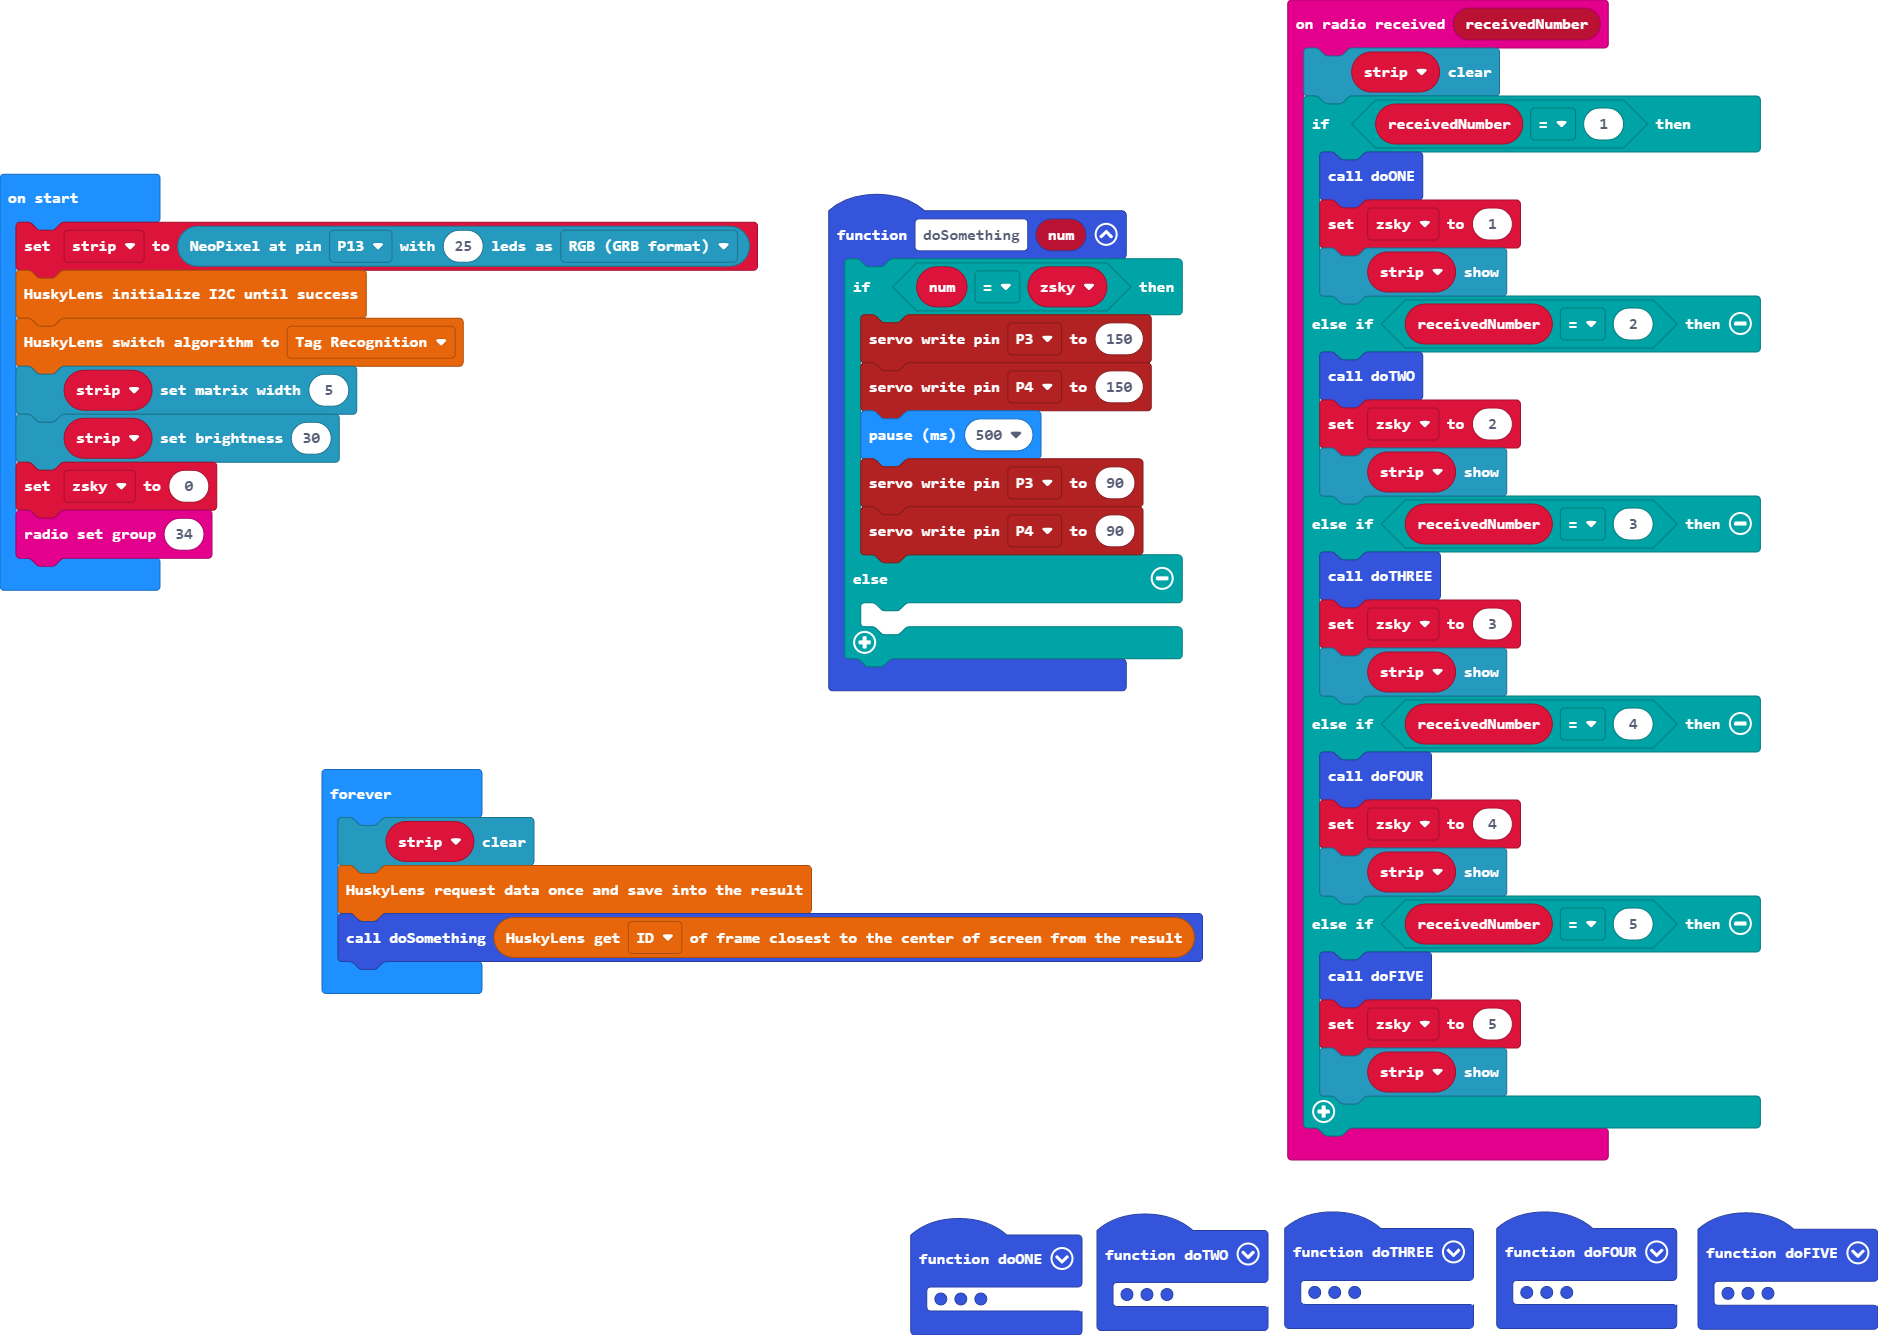 on start
set strip to NeoPixel at pin P13 with 25 leds as RGB (GRB format)
HuskyLens initialize I2C until success
HuskyLens switch algorithm to Tag Recognition
strip set matrix width 5
strip set brightness 30
set zsky to 0
radio set group 34
forever
strip clear
HuskyLens request data once and save into the result
call doSomething HuskyLens get ID of frame closest to the center of screen from the result
function doSomething num
if num = zsky then
servo write pin P3 to 150
servo write pin P4 to 150
pause (ms) 500
servo write pin P3 to 90
servo write pin P4 to 90
else
on radio received receivedNumber
strip clear
if receivedNumber = 1 then
call doONE
set zsky to 1
strip show
else if receivedNumber = 2 then
call doTWO
set zsky to 2
strip show
else if receivedNumber = 3 then
call doTHREE
set zsky to 3
strip show
else if receivedNumber = 4 then
call doFOUR
set zsky to 4
strip show
else if receivedNumber = 5 then
call doFIVE
set zsky to 5
strip show
function doONE
function doTWO
function doTHREE
function doFOUR
function doFIVE